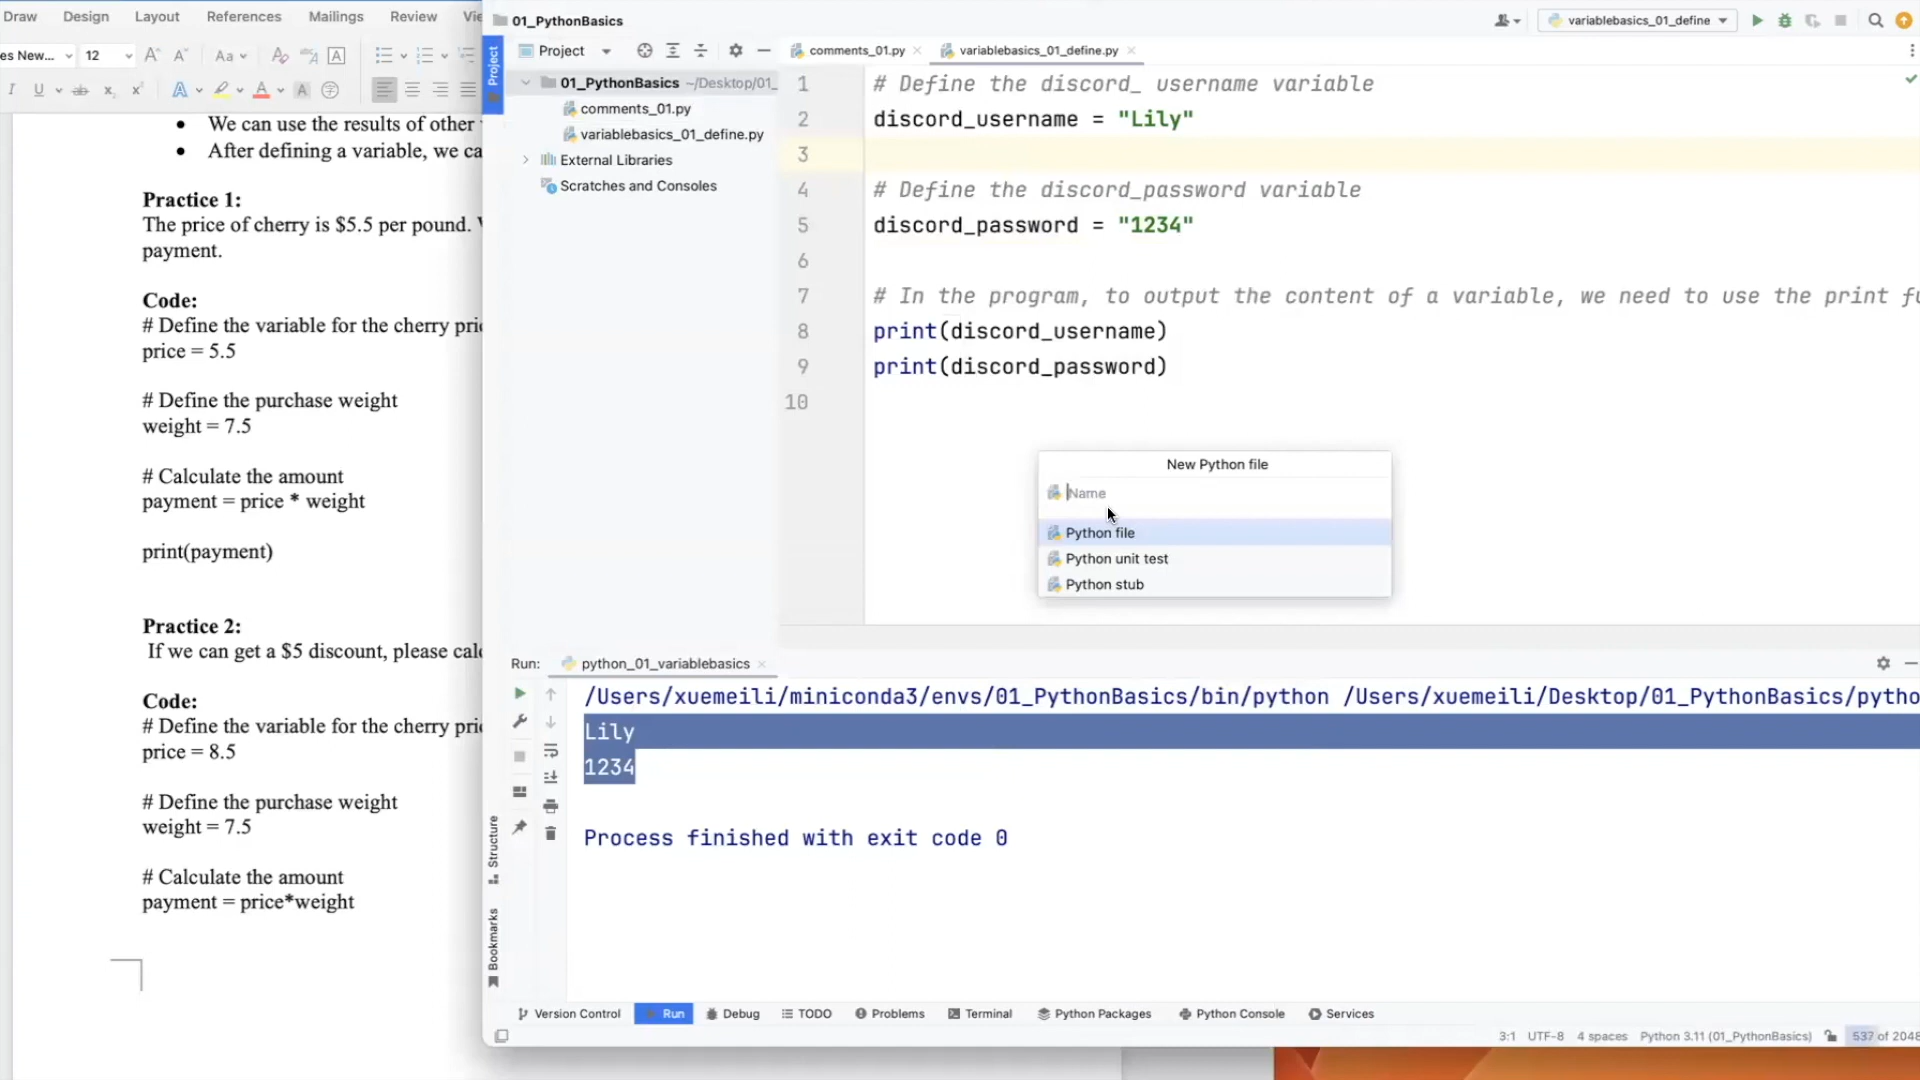 Draw Design Layout References Mailings Review
es New... 12 Aa
We can use the results of other
After defining a variable, we ca
Practice 1:
The price of cherry is $5.5 per pound.
payment.
Code:
# Define the variable for the cherry pri
price = 5.5
# Define the purchase weight
weight = 7.5
# Calculate the amount
payment = price * weight
print(payment)
Practice 2:
If we can get a $5 discount, please cal
Code:
# Define the variable for the cherry pri
price = 8.5
# Define the purchase weight
weight = 7.5
# Calculate the amount
payment = price*weight
01_PythonBasics
variablebasics_01_define
Project
Project
comments_01.py
variablebasics_01_define.py
01_PythonBasics ~/Desktop/01_
comments_01.py
variablebasics_01_define.py
External Libraries
Scratches and Consoles
1 # Define the discord_ username variable
2 discord_username = "Lily"
3
4 # Define the discord_password variable
5 discord_password = "1234"
6
7 # In the program, to output the content of a variable, we need to use the print fu
8 print(discord_username)
9 print(discord_password)
10
New Python file
Name
Python file
Python unit test
Python stub
Run: python_01_variablebasics
/Users/xuemeili/miniconda3/envs/01_PythonBasics/bin/python /Users/xuemeili/Desktop/01_PythonBasics/pytho
Lily
1234
Process finished with exit code 0
Structure
Bookmarks
Version Control Run Debug TODO Problems Terminal Python Packages Python Console Services
3:1 UTF-8 4 spaces Python 3.11 (01_PythonBasics) 537 of 2048